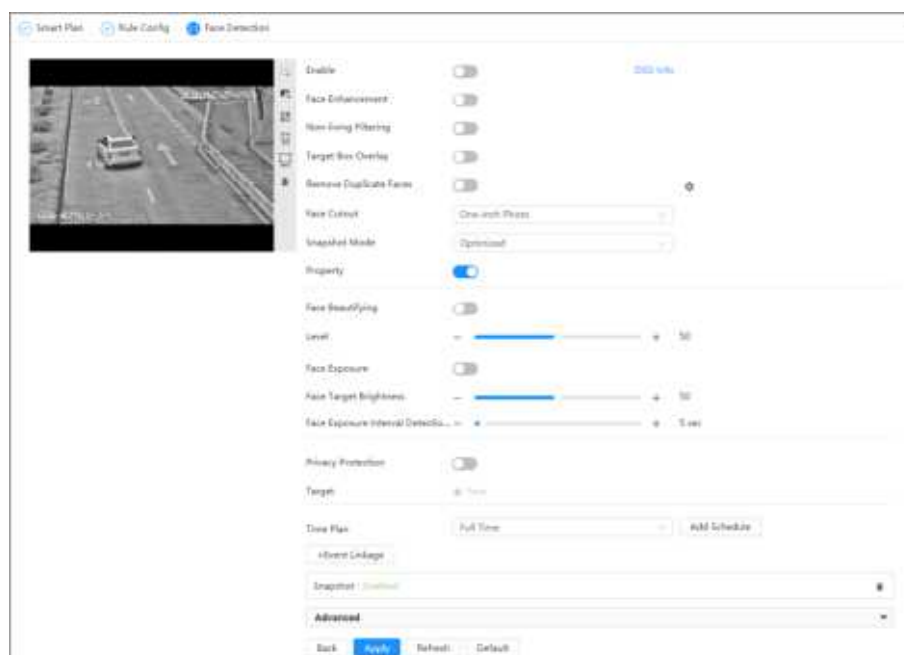 Smart Plan Rule Config Face Detection
Enable
Face Enhancement
Non-living Filtering
Target Box Overlay
Remove Duplicate Faces
Face Cutout One-inch Photo
Snapshot Mode Optimized
Property
Face Beautifying
Level - + 50
Face Exposure
Face Target Brightness - + 50
Face Exposure Interval Detectio... - + 5 sec
Privacy Protection
Target Face
Time Plan Full Time Add Schedule
+Event Linkage
Snapshot
Advanced
Back Apply Refresh Default